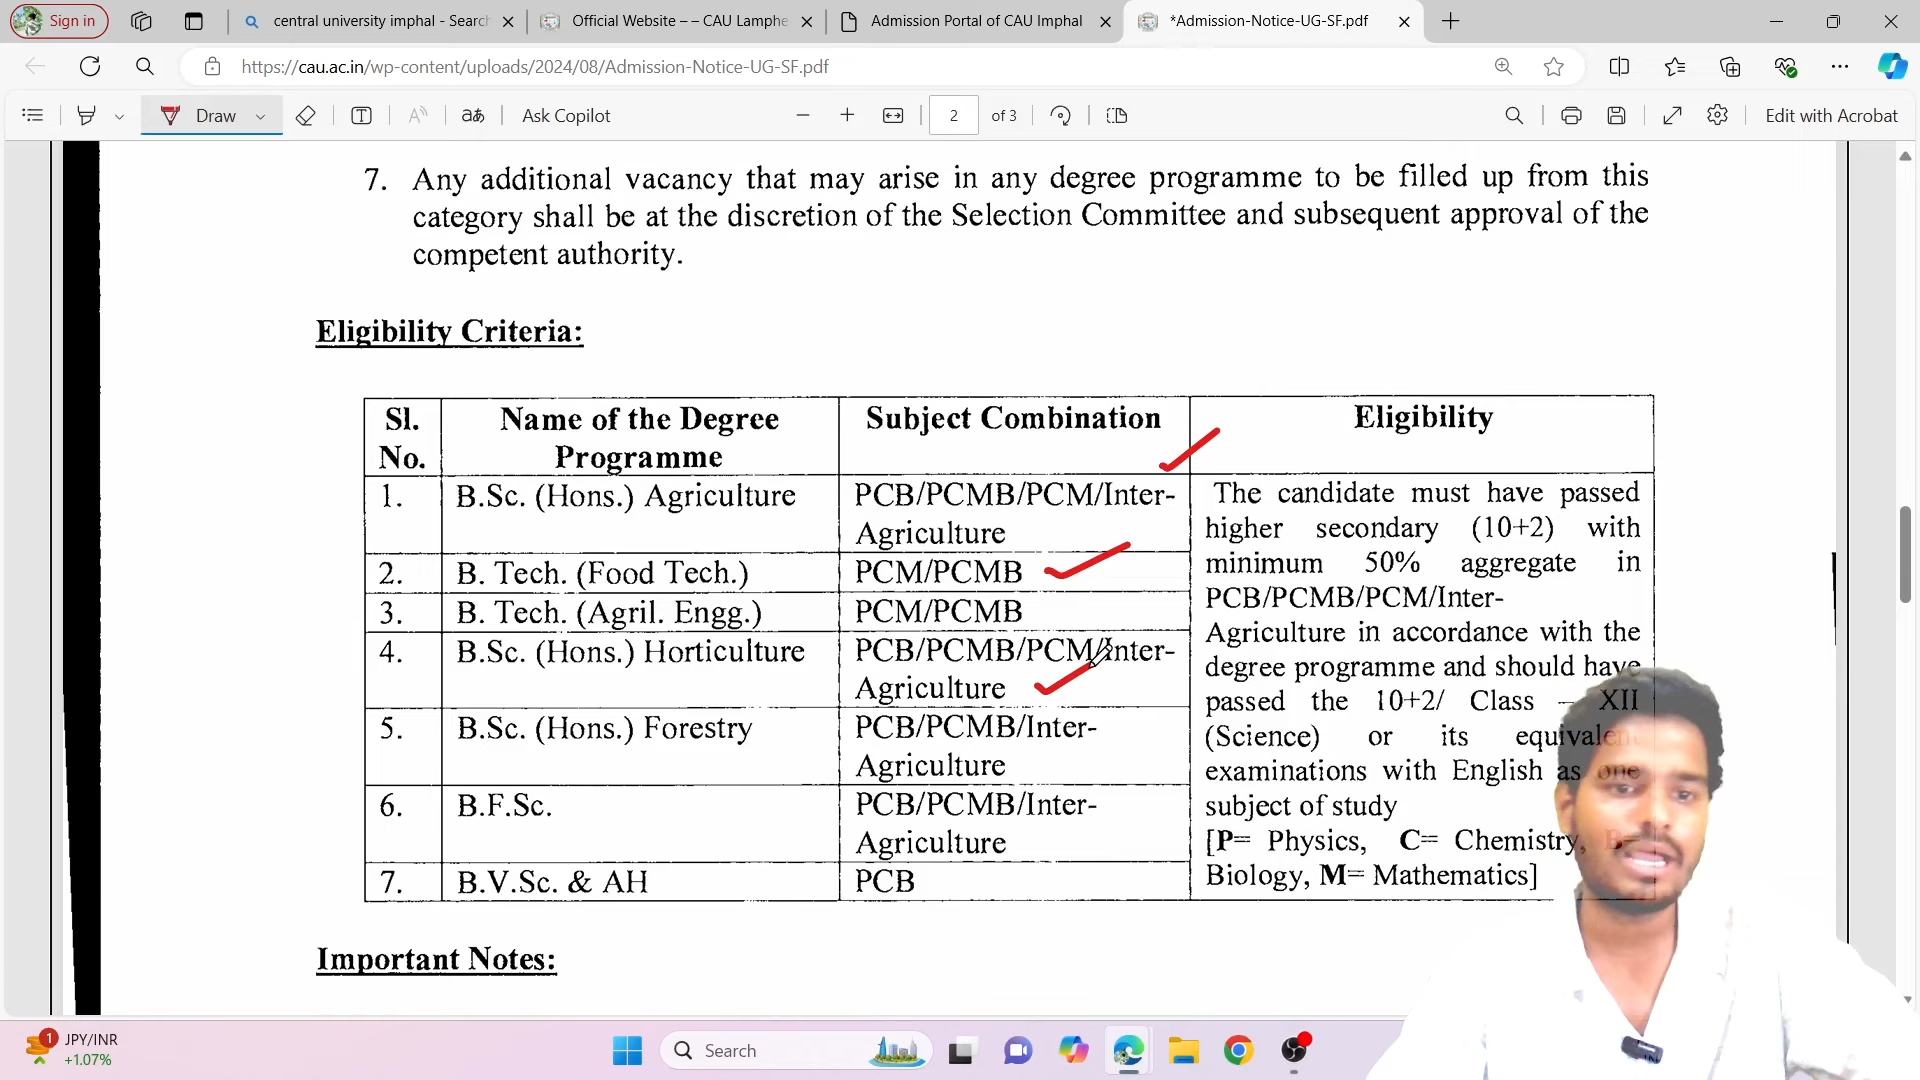 Sign in
central university imphal - Search
Official Website – – CAU Lamphe
Admission Portal of CAU Imphal
*Admission-Notice-UG-SF.pdf
https://cau.ac.in/wp-content/uploads/2024/08/Admission-Notice-UG-SF.pdf
Draw
Ask Copilot
2 of 3
Edit with Acrobat
7. Any additional vacancy that may arise in any degree programme to be filled up from this
category shall be at the discretion of the Selection Committee and subsequent approval of the
competent authority.
Eligibility Criteria:
Sl.
No.
Name of the Degree
Programme
Subject Combination
Eligibility
1. B.Sc. (Hons.) Agriculture
PCB/PCMB/PCM/Inter-
Agriculture
2. B. Tech. (Food Tech.)
PCM/PCMB
3. B. Tech. (Agril. Engg.)
PCM/PCMB
4. B.Sc. (Hons.) Horticulture
PCB/PCMB/PCM/Inter-
Agriculture
5. B.Sc. (Hons.) Forestry
PCB/PCMB/Inter-
Agriculture
6. B.F.Sc.
PCB/PCMB/Inter-
Agriculture
7. B.V.Sc. & AH
PCB
The candidate must have passed
higher secondary (10+2) with
minimum 50% aggregate in
PCB/PCMB/PCM/Inter-
Agriculture in accordance with the
degree programme and should have
passed the 10+2/ Class – XII
(Science) or its equivalent
examinations with English as one
subject of study
[P= Physics, C= Chemistry, B=
Biology, M= Mathematics]
Important Notes:
1
JPY/INR
+1.07%
Search